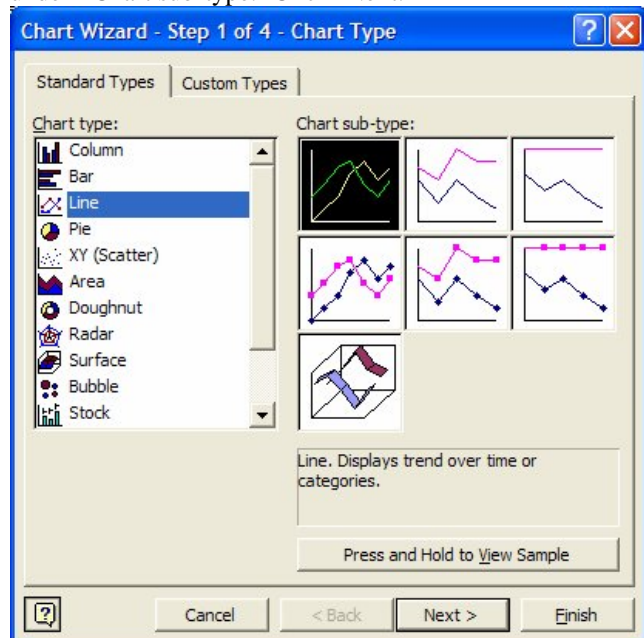 Chart Wizard - Step 1 of 4 - Chart Type
Standard Types
Custom Types
Chart type:
Column
Bar
Line
Pie
XY (Scatter)
Area
Doughnut
Radar
Surface
Bubble
Stock
Chart sub-type:
Line. Displays trend over time or
categories.
Press and Hold to View Sample
Cancel
< Back
Next >
Finish